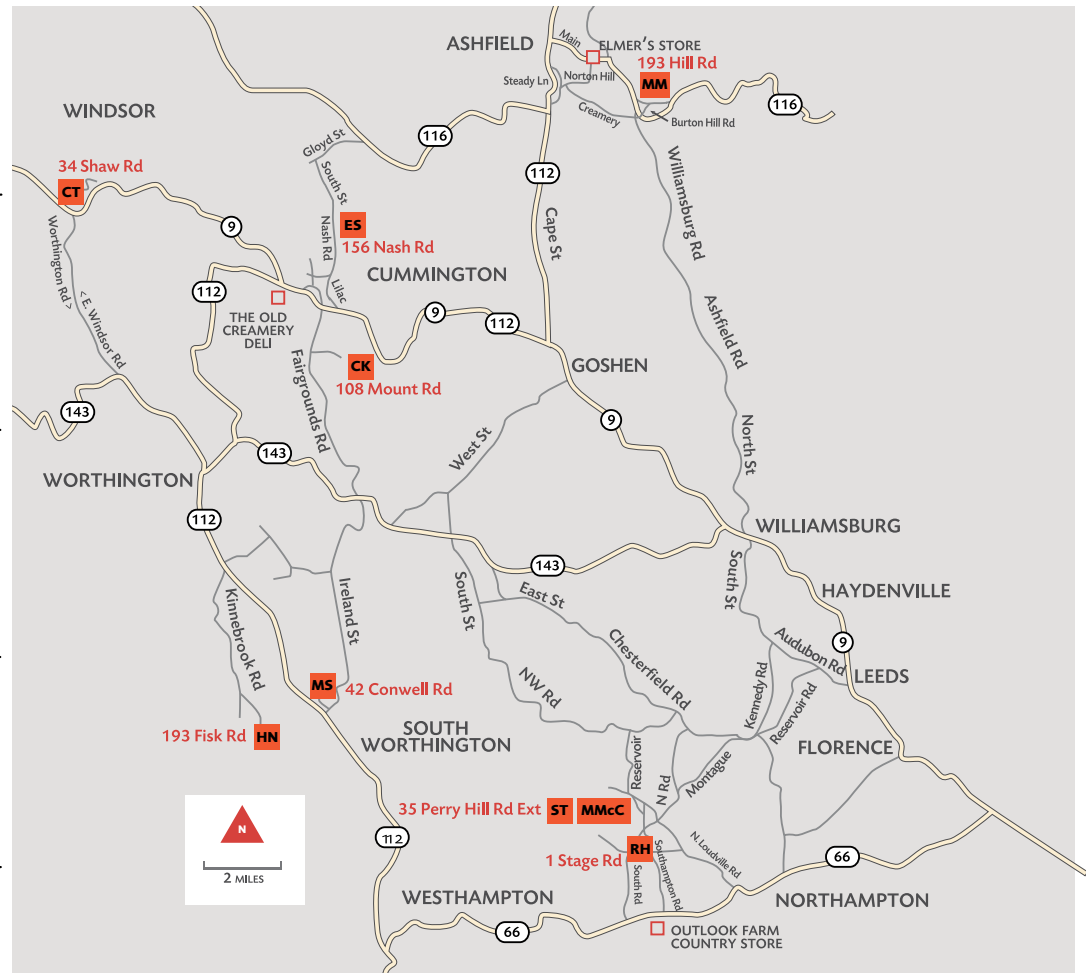 ASHFIELD
Main
ELMER'S STORE
193 Hill Rd
MM
Steady Ln
Norton Hill
Creamery
Burton Hill Rd
116
WINDSOR
116
Gloyd St
34 Shaw Rd
CT
South St
112
Williamsburg Rd
9
ES
Nash Rd
156 Nash Rd
Cape St
Worthington Rd >
< E. Windsor Rd
CUMMINGTON
Lilac
112
THE OLD
CREAMERY
DELI
9
112
Ashfield Rd
Fairgrounds Rd
CK
108 Mount Rd
GOSHEN
143
9
North St
West St
143
WORTHINGTON
112
WILLIAMSBURG
143
South St
HAYDENVILLE
Kinnebrook Rd
Ireland St
South St
East St
9
Audubon Rd
LEEDS
Chesterfield Rd
Kennedy Rd
Reservoir Rd
MS
42 Conwell Rd
NW Rd
193 Fisk Rd
HN
SOUTH
WORTHINGTON
FLORENCE
Reservoir
N Rd
Montague
35 Perry Hill Rd Ext
ST
MMcC
N
2 MILES
112
1 Stage Rd
RH
N. Loudville Rd
66
South Rd
Southampton Rd
WESTHAMPTON
NORTHAMPTON
66
OUTLOOK FARM
COUNTRY STORE